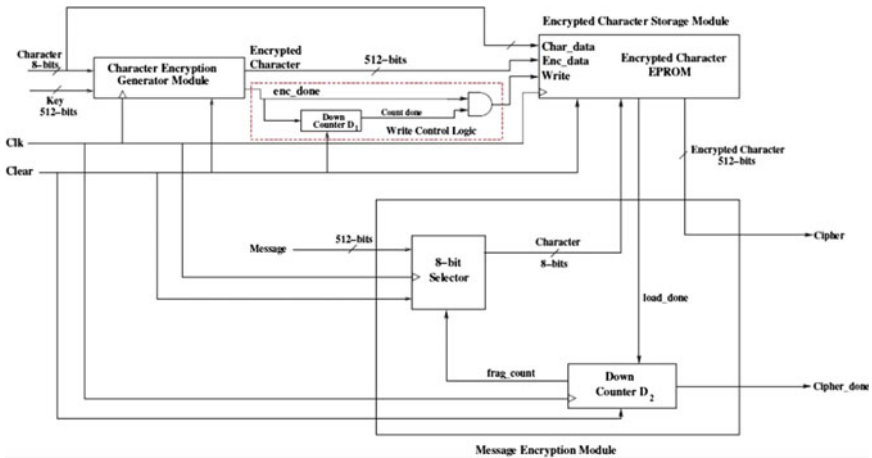 Encrypted Character Storage Module
Character
8-bits
Character Encryption
Generator Module
Encrypted
Character
512-bits
Char_data
Enc_data
Write
Encrypted Character
EPROM
Key
512-bits
enc_done
Down
Counter D1
Count done
Write Control Logic
Clk
Clear
Encrypted Character
512-bits
Message
512-bits
8-bit
Selector
Character
8-bits
Cipher
load_done
frag_count
Down
Counter D2
Cipher_done
Message Encryption Module